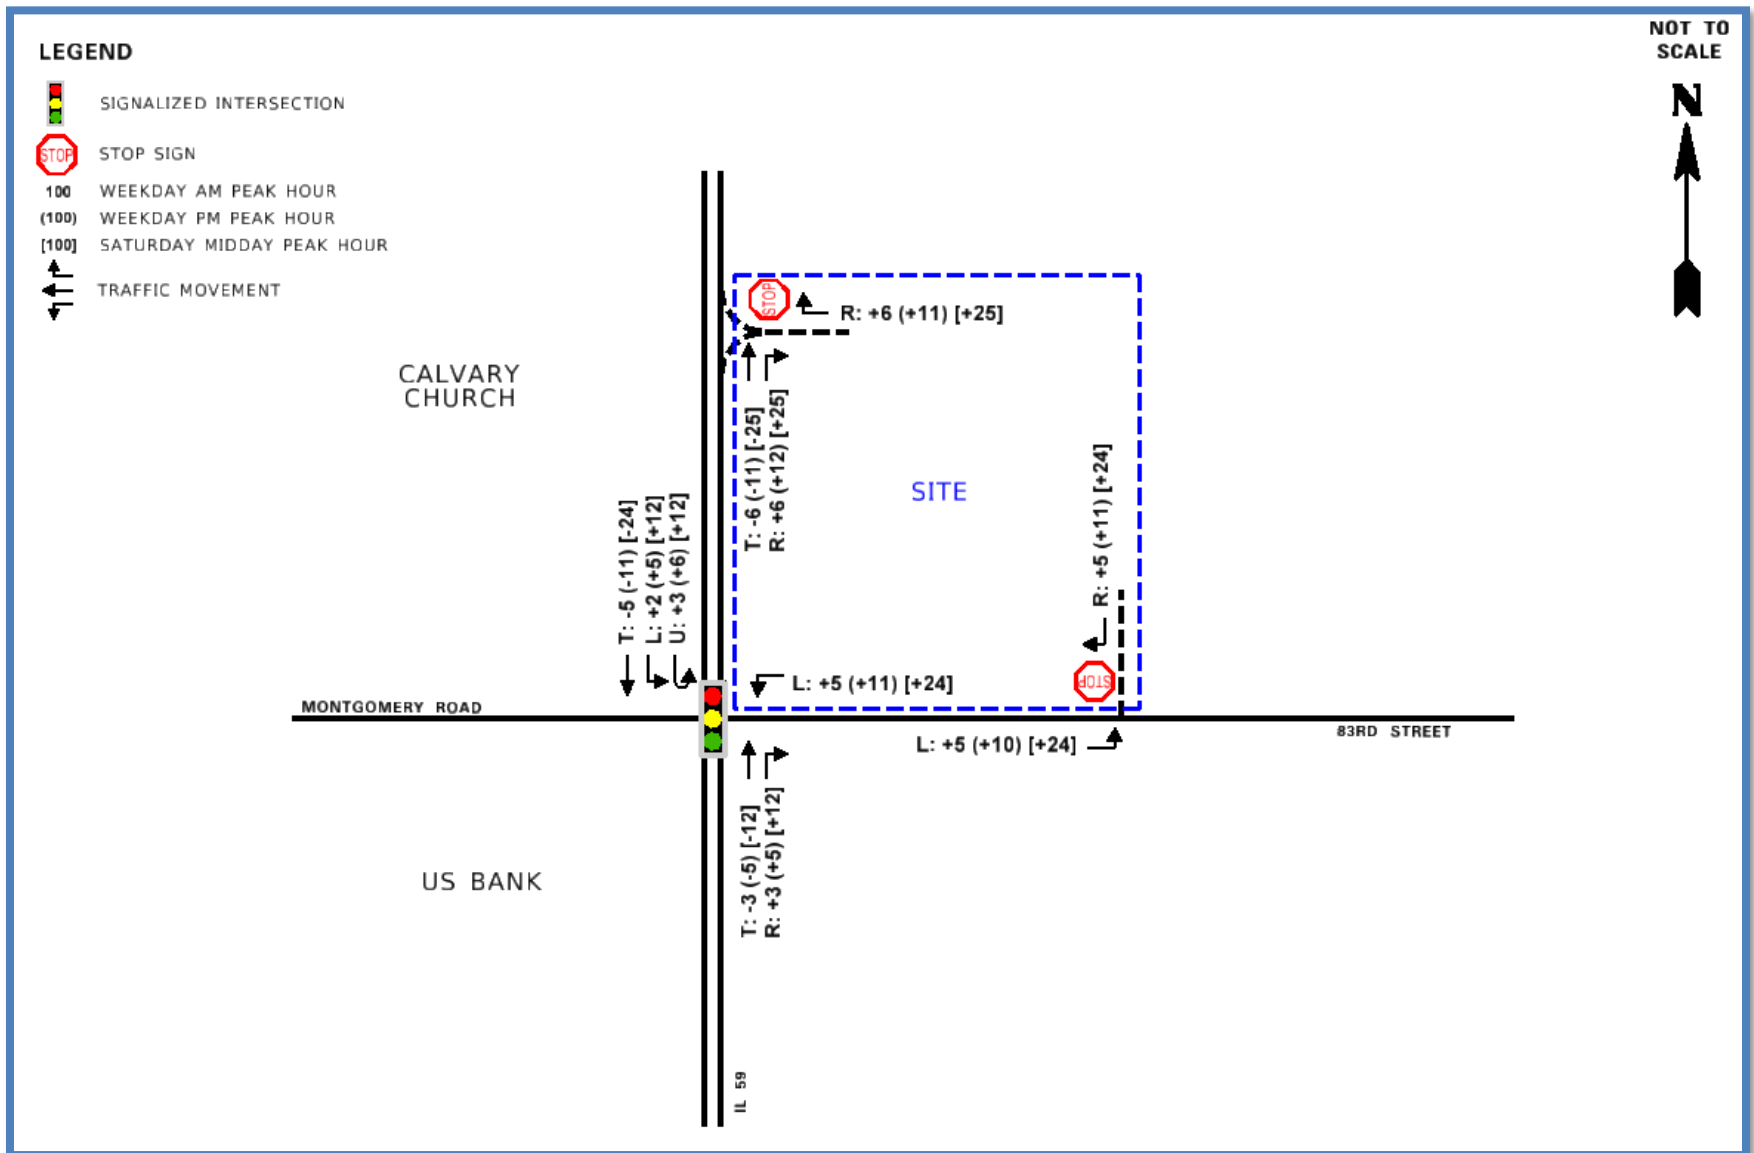 NOT TO
SCALE
N
LEGEND
SIGNALIZED INTERSECTION
STOP STOP SIGN
100 WEEKDAY AM PEAK HOUR
(100) WEEKDAY PM PEAK HOUR
[100] SATURDAY MIDDAY PEAK HOUR
TRAFFIC MOVEMENT
STOP
R: +6 (+11) [+25]
CALVARY
CHURCH
T: -6 (-11) [-25]
R: +6 (+12) [+25]
SITE
R: +5 (+11) [+24]
T: -5 (-11) [-24]
L: +2 (+5) [+12]
U: +3 (+6) [+12]
L: +5 (+11) [+24]
STOP
MONTGOMERY ROAD
83RD STREET
L: +5 (+10) [+24]
T: -3 (-5) [-12]
R: +3 (+5) [+12]
US BANK
IL 59